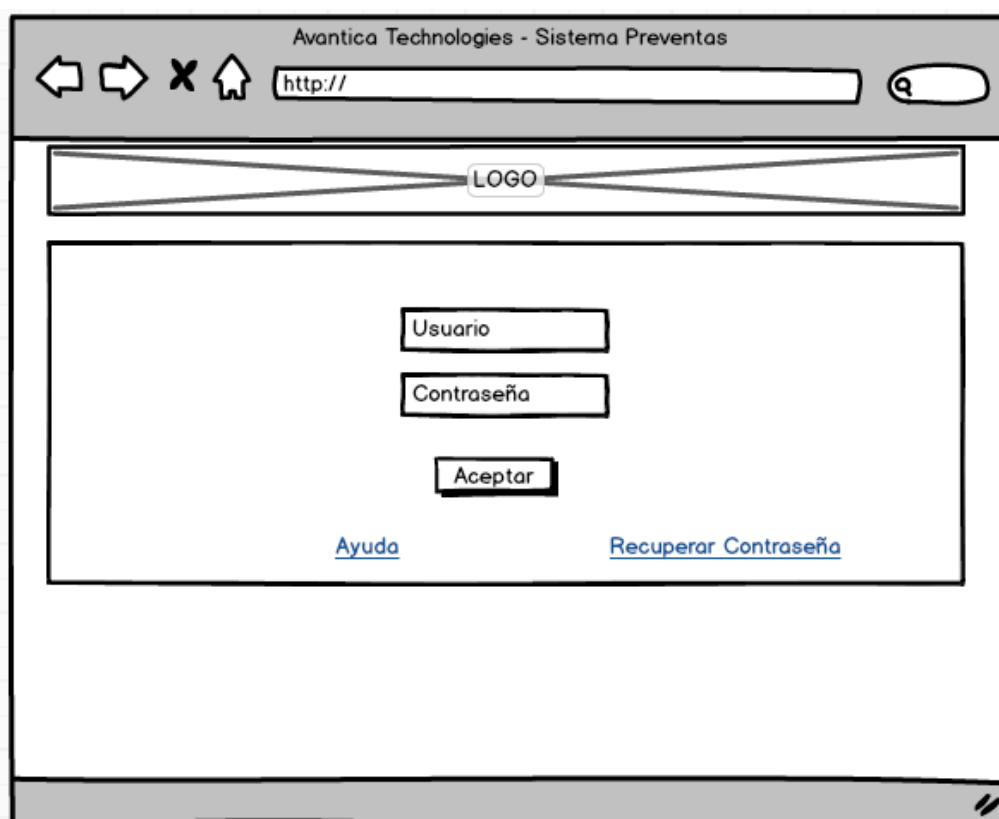 Avantica Technologies - Sistema Preventas
http://
LOGO
Usuario
Contraseña
Aceptar
Ayuda
Recuperar Contraseña